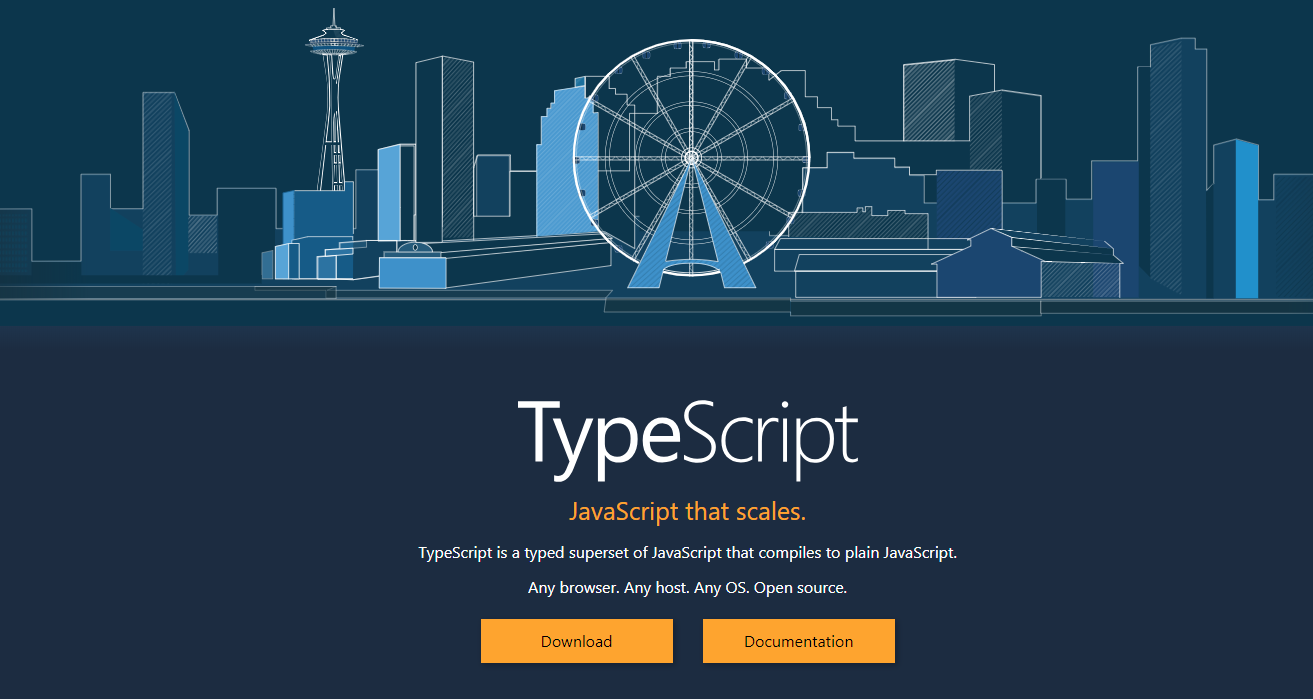 TypeScript
JavaScript that scales.
TypeScript is a typed superset of JavaScript that compiles to plain JavaScript.
Any browser. Any host. Any OS. Open source.
Download
Documentation